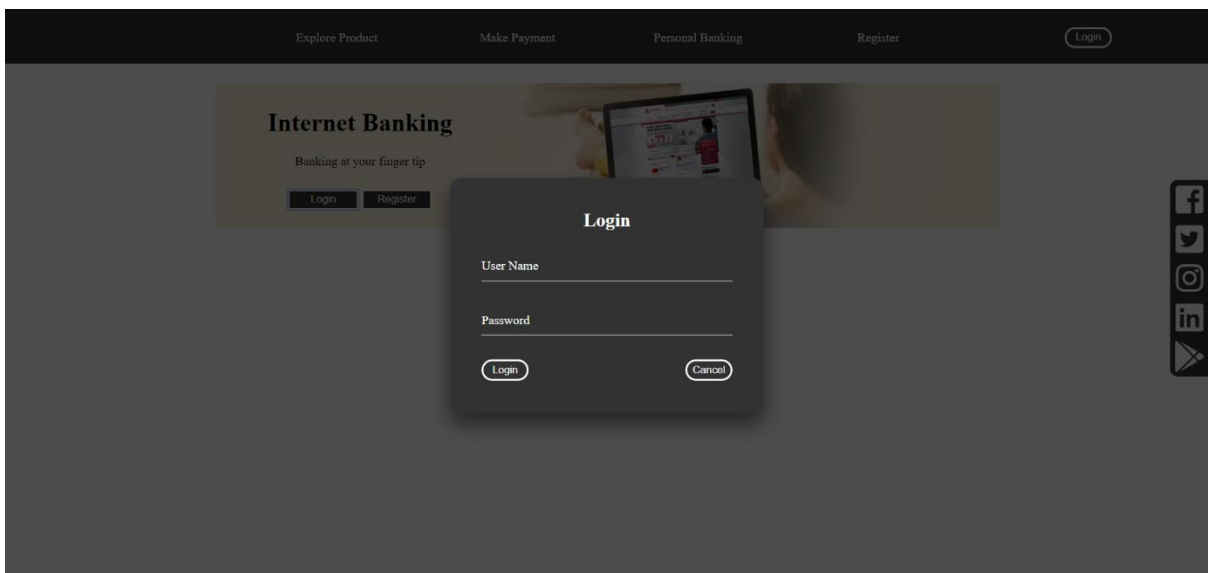 Explore Product Make Payment Personal Banking Register Login
Internet Banking
Banking at your finger tip
Login Register
Login
User Name
Password
Login Cancel